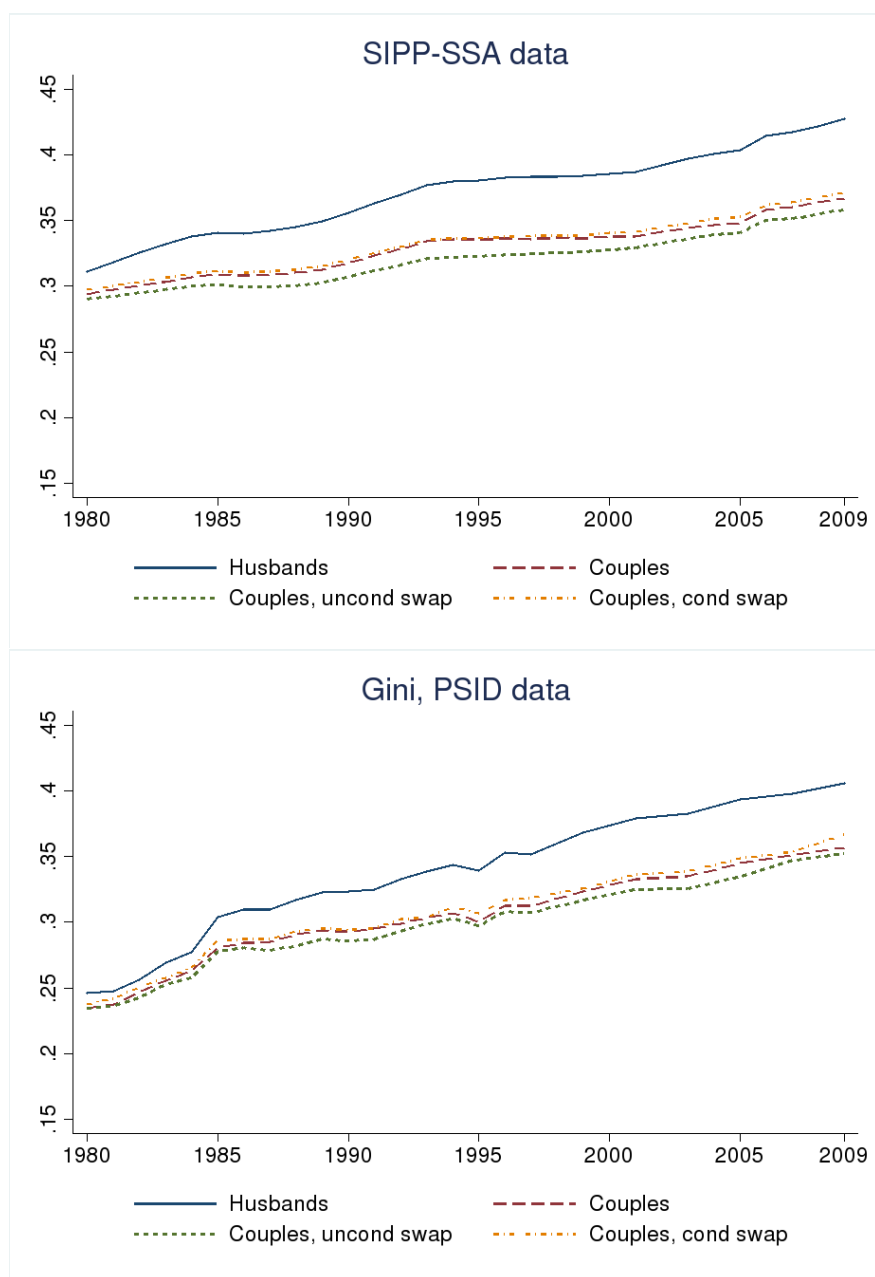 SIPP-SSA data
.45
.4
.35
.3
.25
.2
.15
1980 1985 1990 1995 2000 2005 2009
Husbands Couples
Couples, uncond swap Couples, cond swap
Gini, PSID data
.45
.4
.35
.3
.25
.2
.15
1980 1985 1990 1995 2000 2005 2009
Husbands Couples
Couples, uncond swap Couples, cond swap